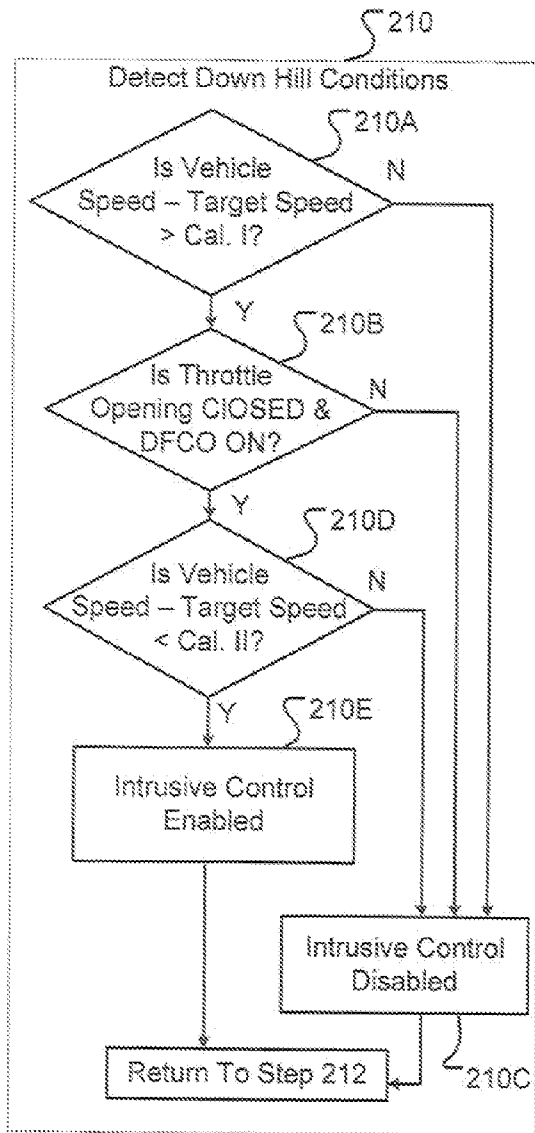 210
Detect Down Hill Conditions
210A
Is Vehicle
Speed – Target Speed
> Cal. I?
N
Y
210B
Is Throttle
Opening ClOSED &
DFCO ON?
N
Y
210D
Is Vehicle
Speed – Target Speed
< Cal. II?
N
Y
210E
Intrusive Control
Enabled
Intrusive Control
Disabled
Return To Step 212
210C